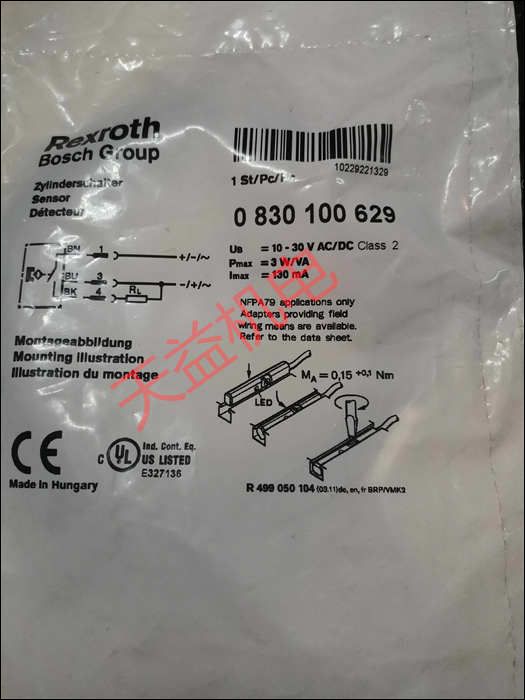 Rexroth
Bosch Group
10229221329
Zylinderschalter
Sensor
Détecteur
1 St/Pc/
0 830 100 629
BN 1 +/-/~
BU 3 -/+/~
BK 4 RL
UB = 10 - 30 V AC/DC Class 2
Pmax = 3 W/VA
Imax = 130 mA
NFPA79 applications only
Adapters providing field
wiring means are available.
Refer to the data sheet.
Montageabbildung
Mounting illustration
Illustration du montage
MA = 0,15 +0,1 Nm
LED
CE
C UL US LISTED
Ind. Cont. Eq.
E327136
Made in Hungary
R 499 050 104 (03.11)de, en, fr BRP/VMK2
天益机电